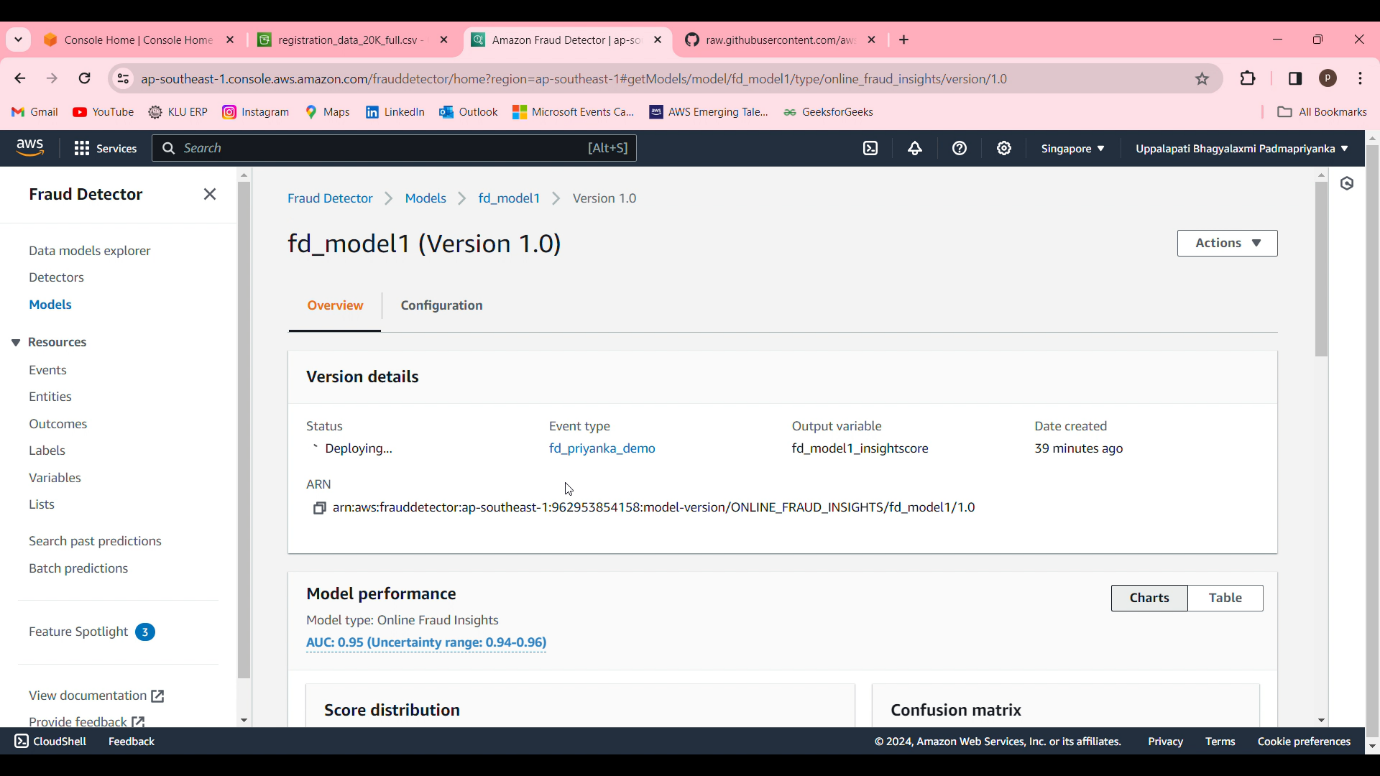 Console Home | Console Home
registration_data_20K_full.csv -
Amazon Fraud Detector | ap-so
raw.githubusercontent.com/aws
ap-southeast-1.console.aws.amazon.com/frauddetector/home?region=ap-southeast-1#getModels/model/fd_model1/type/online_fraud_insights/version/1.0
P
Gmail YouTube KLU ERP Instagram Maps LinkedIn Outlook Microsoft Events Ca... AWS Emerging Tale... GeeksforGeeks All Bookmarks
aws Services Search [Alt+S] Singapore Uppalapati Bhagyalaxmi Padmapriyanka
Fraud Detector
Data models explorer
Detectors
Models
Resources
Events
Entities
Outcomes
Labels
Variables
Lists
Search past predictions
Batch predictions
Feature Spotlight 3
View documentation
Provide feedback
Fraud Detector Models fd_model1 Version 1.0
fd_model1 (Version 1.0)
Actions
Overview Configuration
Version details
Status Event type Output variable Date created
Deploying... fd_priyanka_demo fd_model1_insightscore 39 minutes ago
ARN
arn:aws:frauddetector:ap-southeast-1:962953854158:model-version/ONLINE_FRAUD_INSIGHTS/fd_model1/1.0
Model performance
Charts Table
Model type: Online Fraud Insights
AUC: 0.95 (Uncertainty range: 0.94-0.96)
Score distribution Confusion matrix
CloudShell Feedback © 2024, Amazon Web Services, Inc. or its affiliates. Privacy Terms Cookie preferences